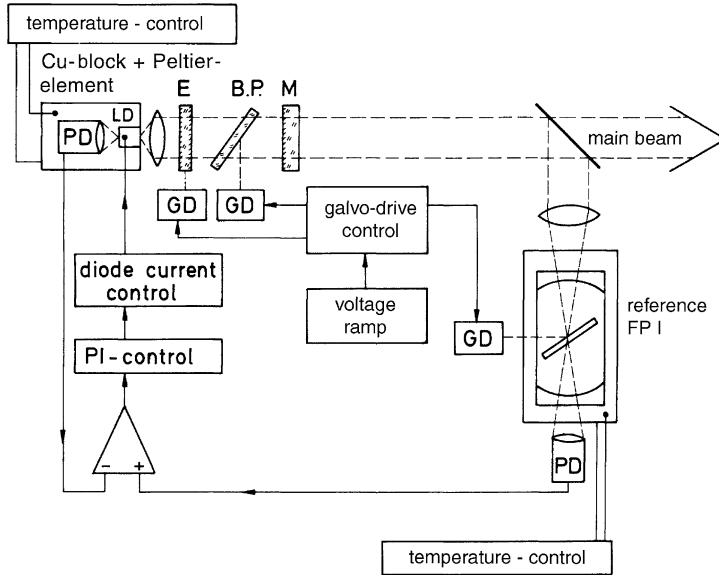 temperature - control
Cu-block + Peltier-
element
LD
PD
E
B.P.
M
main beam
GD
GD
galvo-drive
control
diode current
control
voltage
ramp
GD
reference
FP I
PI-control
- +
PD
temperature - control